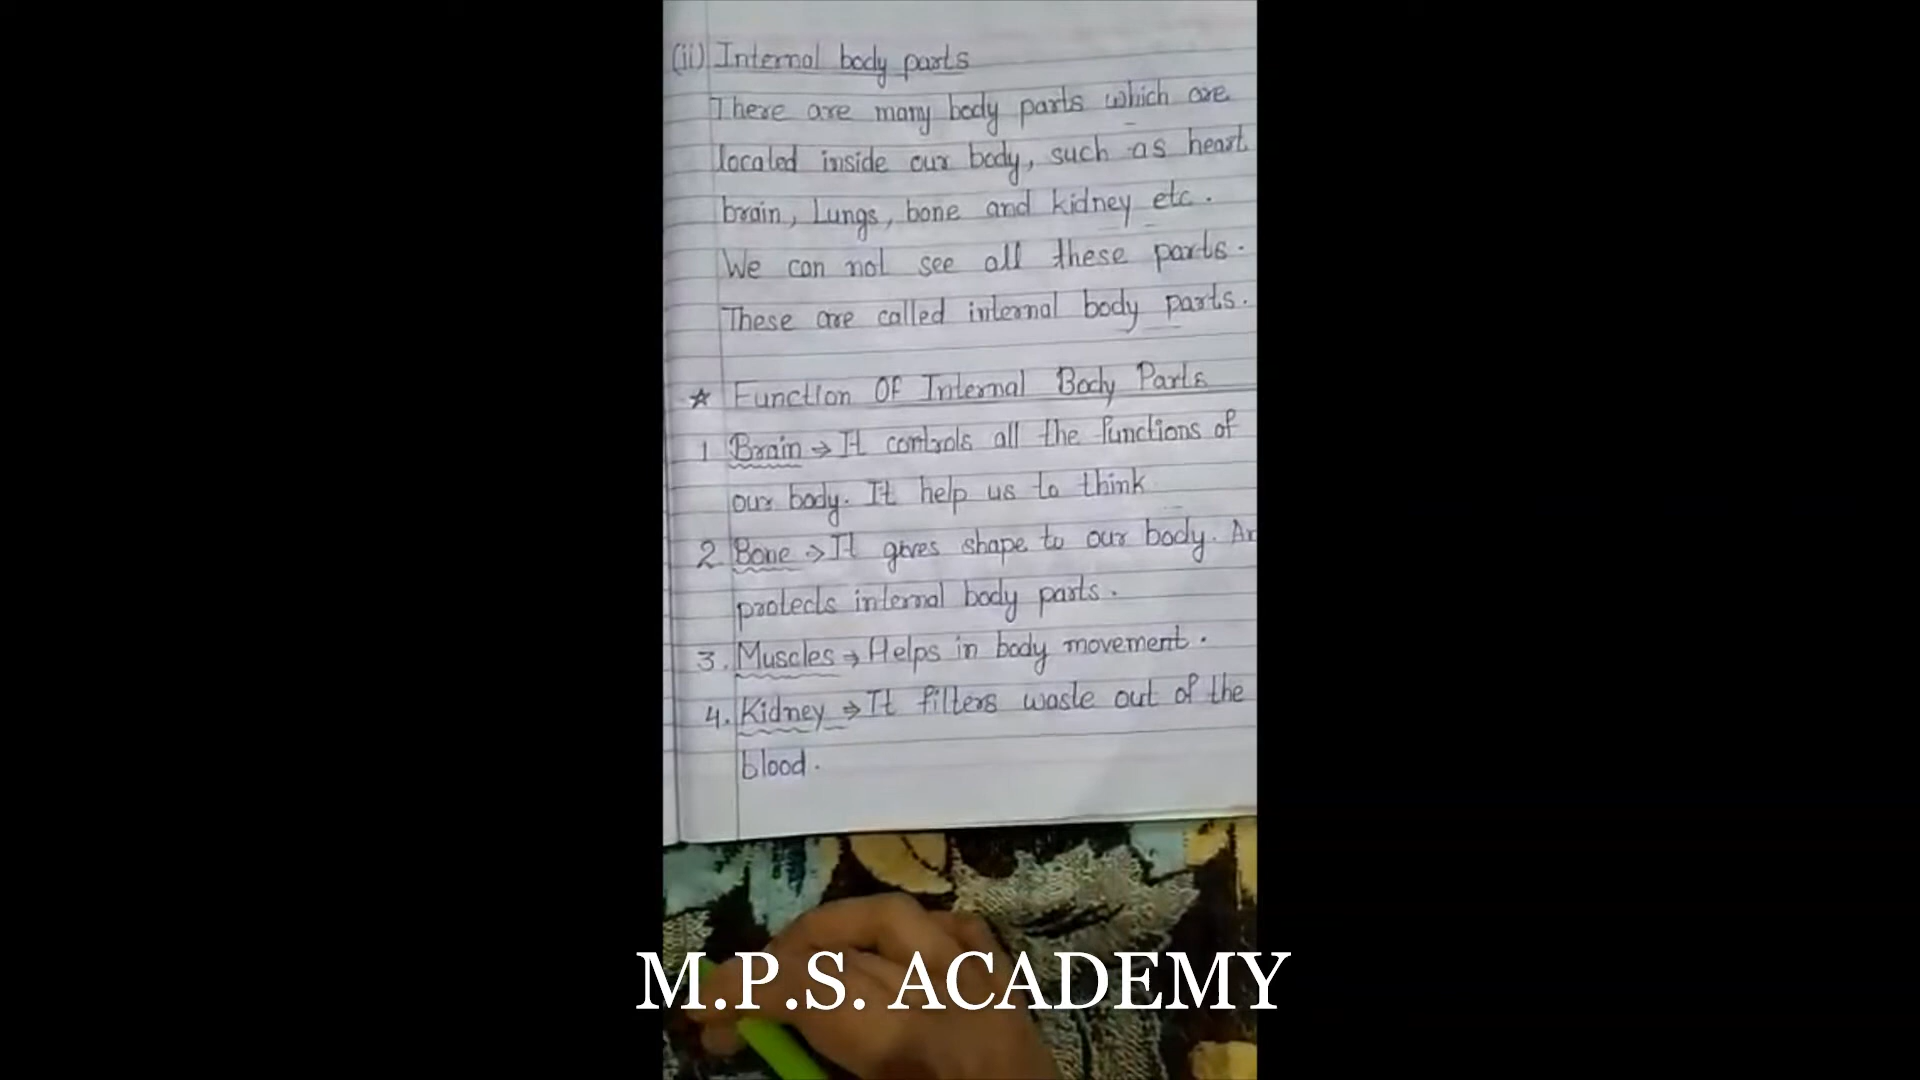 (ii) Internal body parts
There are many body parts which are
located inside our body, such as heart
brain, Lungs, bone and kidney etc.
We can not see all these parts.
These are called internal body parts.
☆ Function Of Internal Body Parts
1 Brain → It controls all the functions of
our body. It help us to think
2 Bone → It gives shape to our body. An
protects internal body parts.
3. Muscles → Helps in body movement.
4. Kidney → It filters waste out of the
blood.
M.P.S. ACADEMY